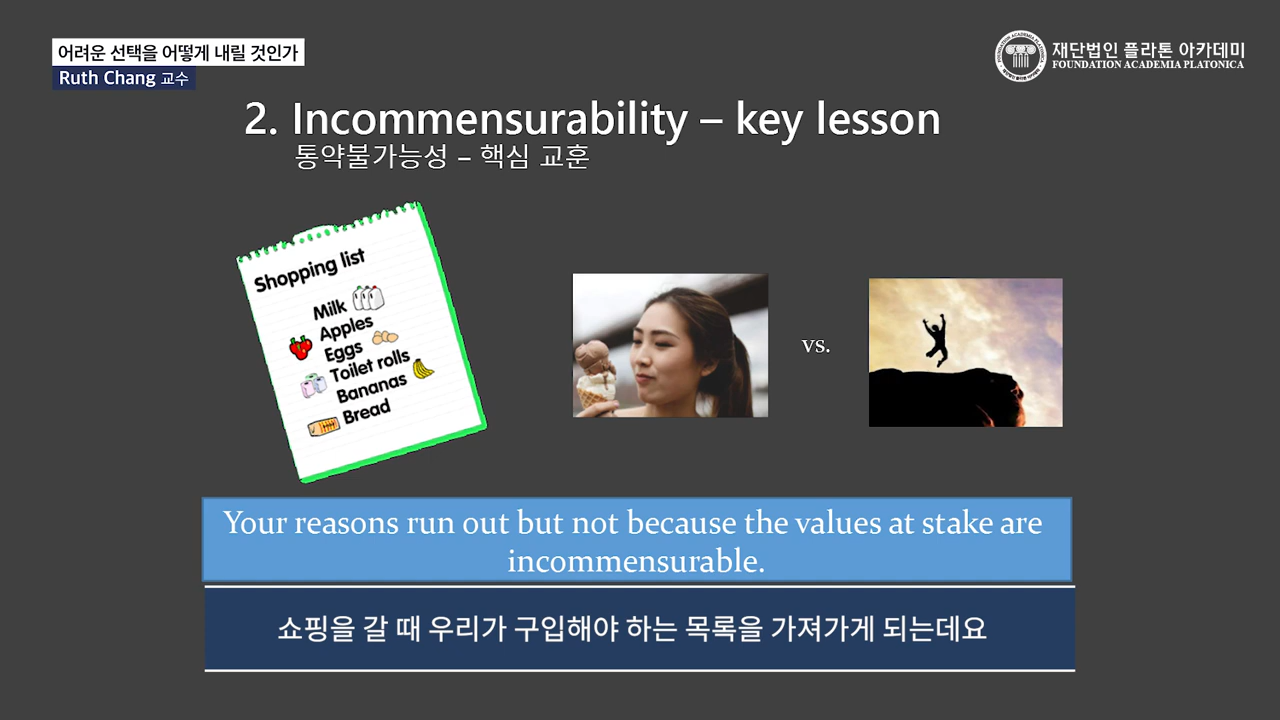 어려운 선택을 어떻게 내릴 것인가
Ruth Chang 교수
재단법인 플라톤 아카데미
FOUNDATION ACADEMIA PLATONICA
2. Incommensurability – key lesson
통약불가능성 – 핵심 교훈
Shopping list
Milk
Apples
Eggs
Toilet rolls
Bananas
Bread
vs.
Your reasons run out but not because the values at stake are
incommensurable.
쇼핑을 갈 때 우리가 구입해야 하는 목록을 가져가게 되는데요